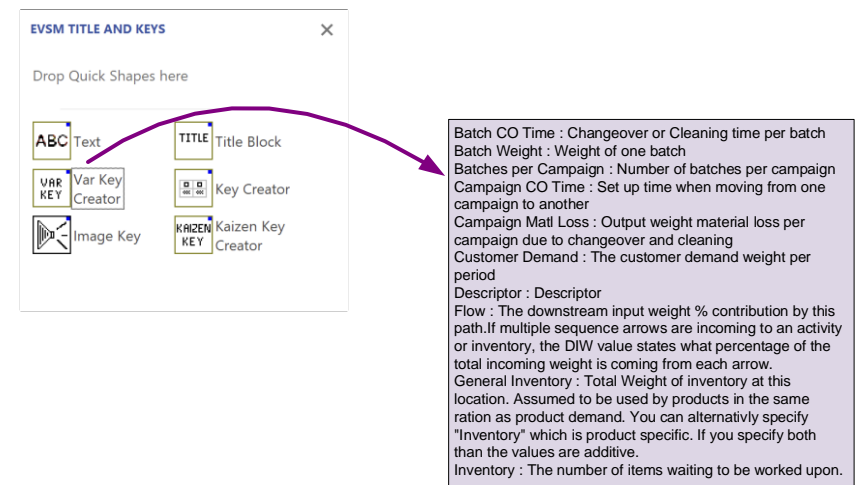 EVSM TITLE AND KEYS
Drop Quick Shapes here
ABC Text
TITLE Title Block
VAR KEY Var Key Creator
Key Creator
Image Key
KAIZEN KEY Kaizen Key Creator
Batch CO Time : Changeover or Cleaning time per batch
Batch Weight : Weight of one batch
Batches per Campaign : Number of batches per campaign
Campaign CO Time : Set up time when moving from one
campaign to another
Campaign Matl Loss : Output weight material loss per
campaign due to changeover and cleaning
Customer Demand : The customer demand weight per
period
Descriptor : Descriptor
Flow : The downstream input weight % contribution by this
path.If multiple sequence arrows are incoming to an activity
or inventory, the DIW value states what percentage of the
total incoming weight is coming from each arrow.
General Inventory : Total Weight of inventory at this
location. Assumed to be used by products in the same
ration as product demand. You can alternativly specify
"Inventory" which is product specific. If you specify both
than the values are additive.
Inventory : The number of items waiting to be worked upon.